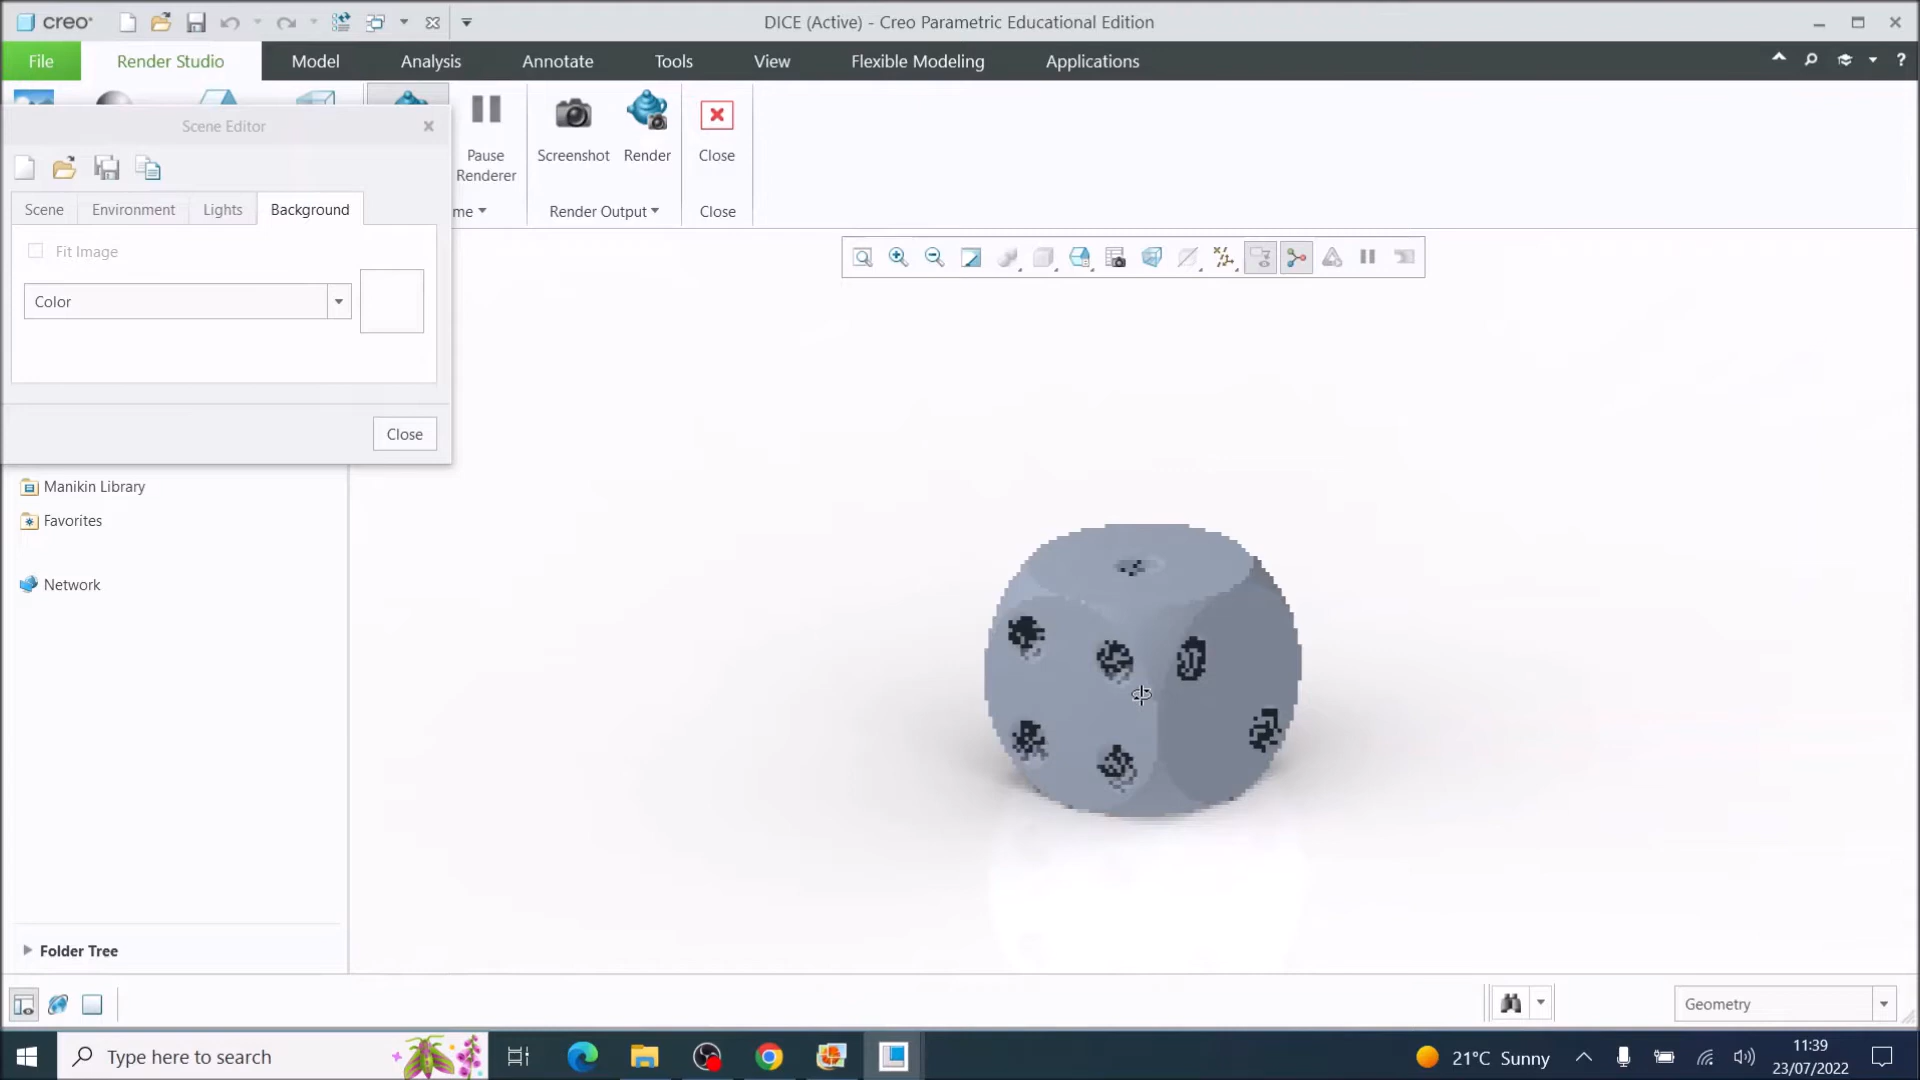 creo®
DICE (Active) - Creo Parametric Educational Edition
File
Render Studio
Model
Analysis
Annotate
Tools
View
Flexible Modeling
Applications
?
Scene Editor
Pause
Renderer
Screenshot
Render
Close
me
Render Output
Close
Scene
Environment
Lights
Background
Fit Image
Color
Close
Manikin Library
Favorites
Network
Folder Tree
Geometry
Type here to search
21°C Sunny
11:39
23/07/2022